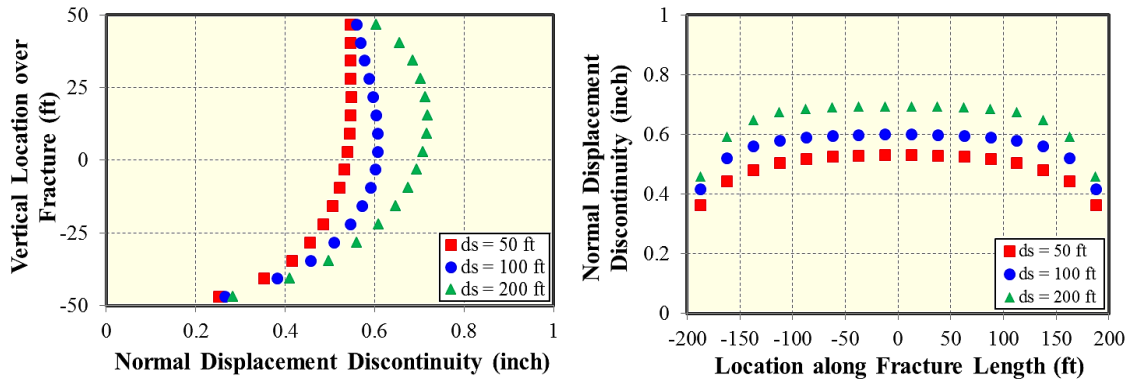 Vertical Location over
Fracture (ft)
50
25
0
-25
-50
0
0.2
0.4
0.6
0.8
1
Normal Displacement Discontinuity (inch)
ds = 50 ft
ds = 100 ft
ds = 200 ft
Normal Displacement
Discontinuity (inch)
1
0.8
0.6
0.4
0.2
0
-200
-150
-100
-50
0
50
100
150
200
Location along Fracture Length (ft)
ds = 50 ft
ds = 100 ft
ds = 200 ft